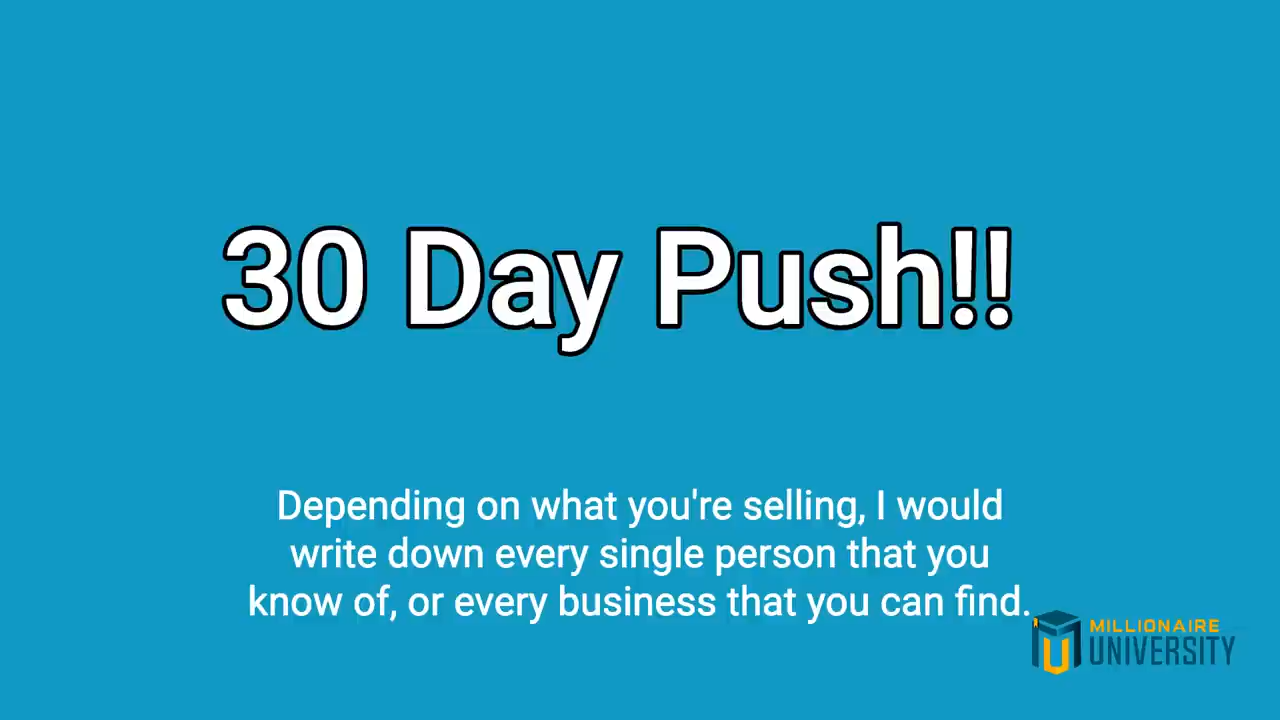 30 Day Push!!
Depending on what you're selling, I would
write down every single person that you
know of, or every business that you can find.
MILLIONAIRE
UNIVERSITY